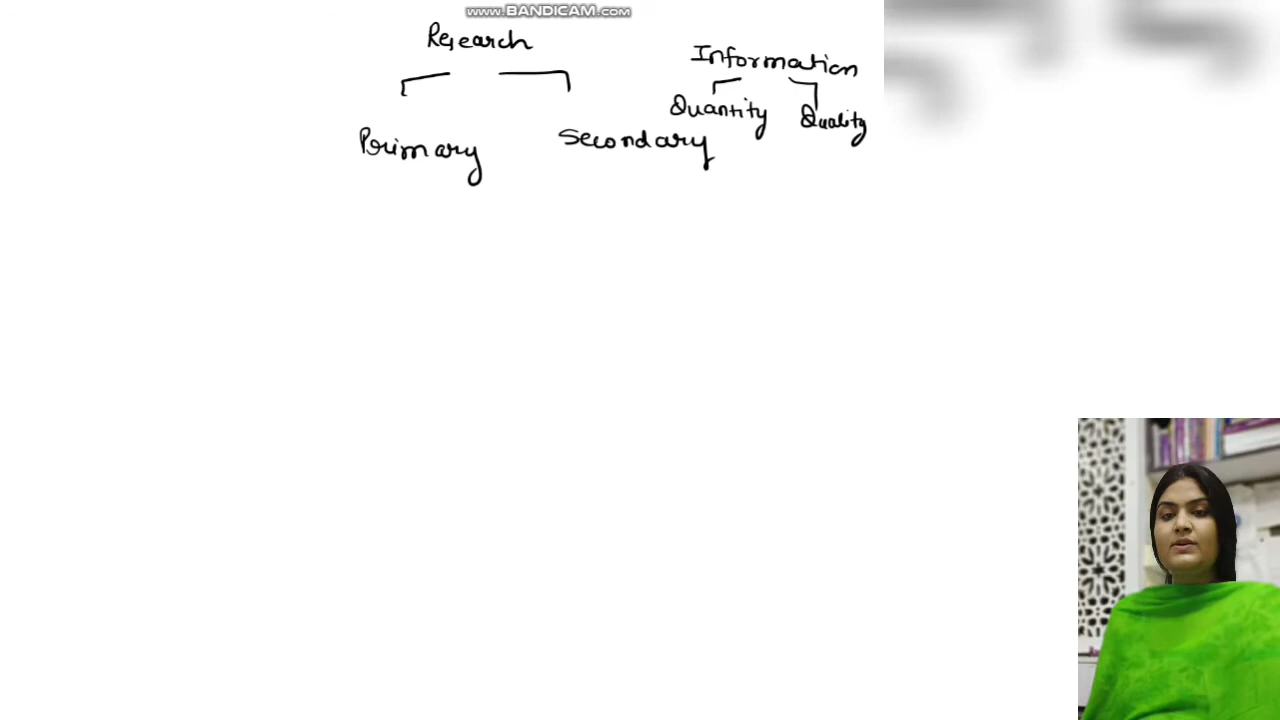 www.BANDICAM.com
Research
Information
Quantity Quality
Primary Secondary